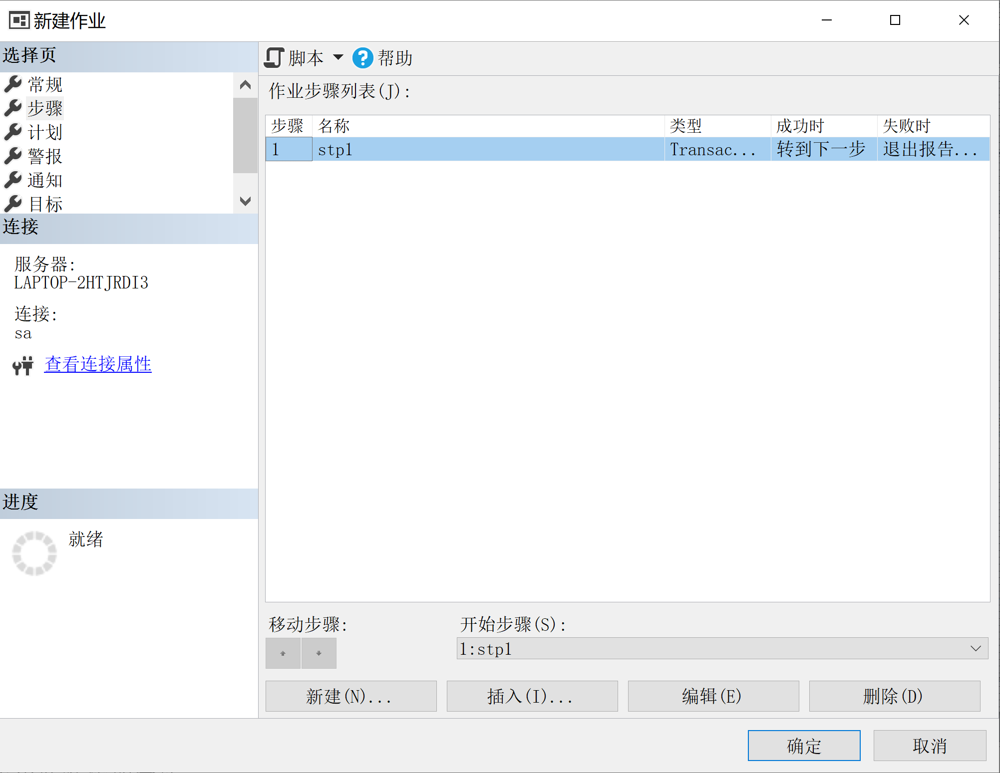 新建作业
选择页
常规
步骤
计划
警报
通知
目标
连接
服务器:
LAPTOP-2HTJRDI3
连接:
sa
查看连接属性
进度
就绪
脚本 帮助
作业步骤列表(J):
步骤 名称 类型 成功时 失败时
1 stp1 Transac... 转到下一步 退出报告...
移动步骤: 开始步骤(S):
1:stp1
新建(N)... 插入(I)... 编辑(E) 删除(D)
确定 取消